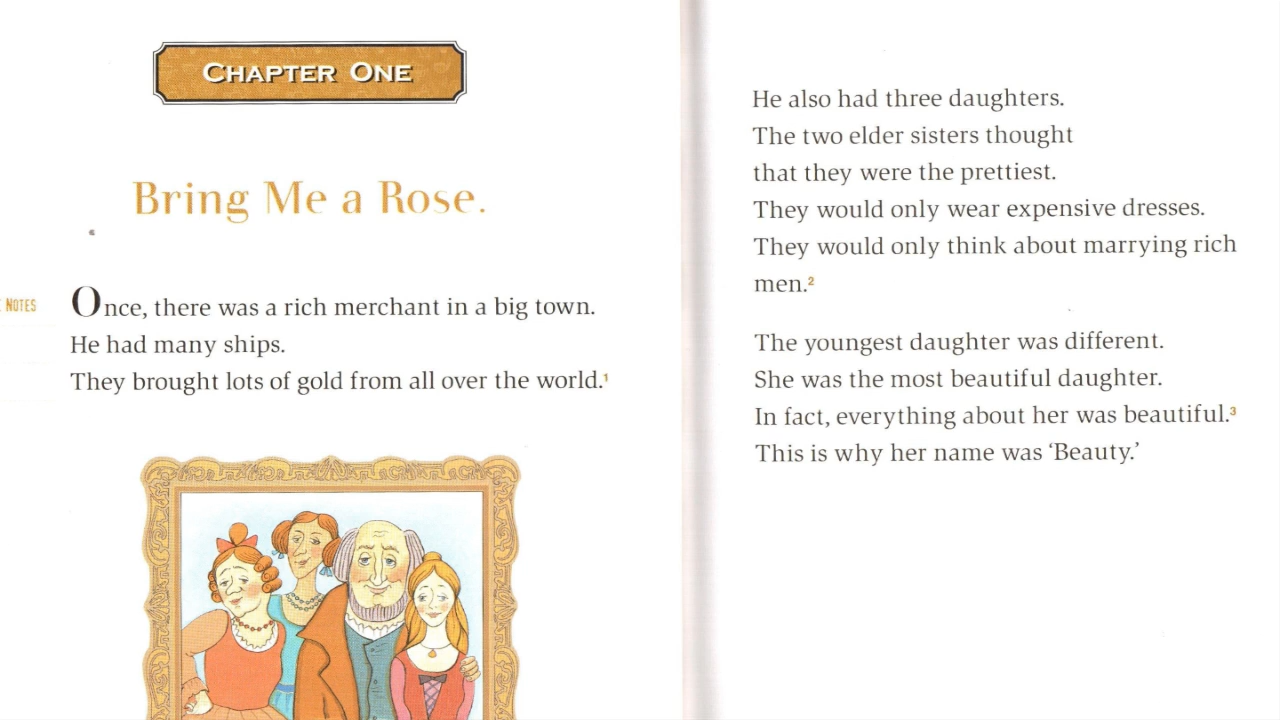 CHAPTER ONE
Bring Me a Rose.
NOTES
Once, there was a rich merchant in a big town.
He had many ships.
They brought lots of gold from all over the world.¹
He also had three daughters.
The two elder sisters thought
that they were the prettiest.
They would only wear expensive dresses.
They would only think about marrying rich
men.²
The youngest daughter was different.
She was the most beautiful daughter.
In fact, everything about her was beautiful.³
This is why her name was ‘Beauty.’